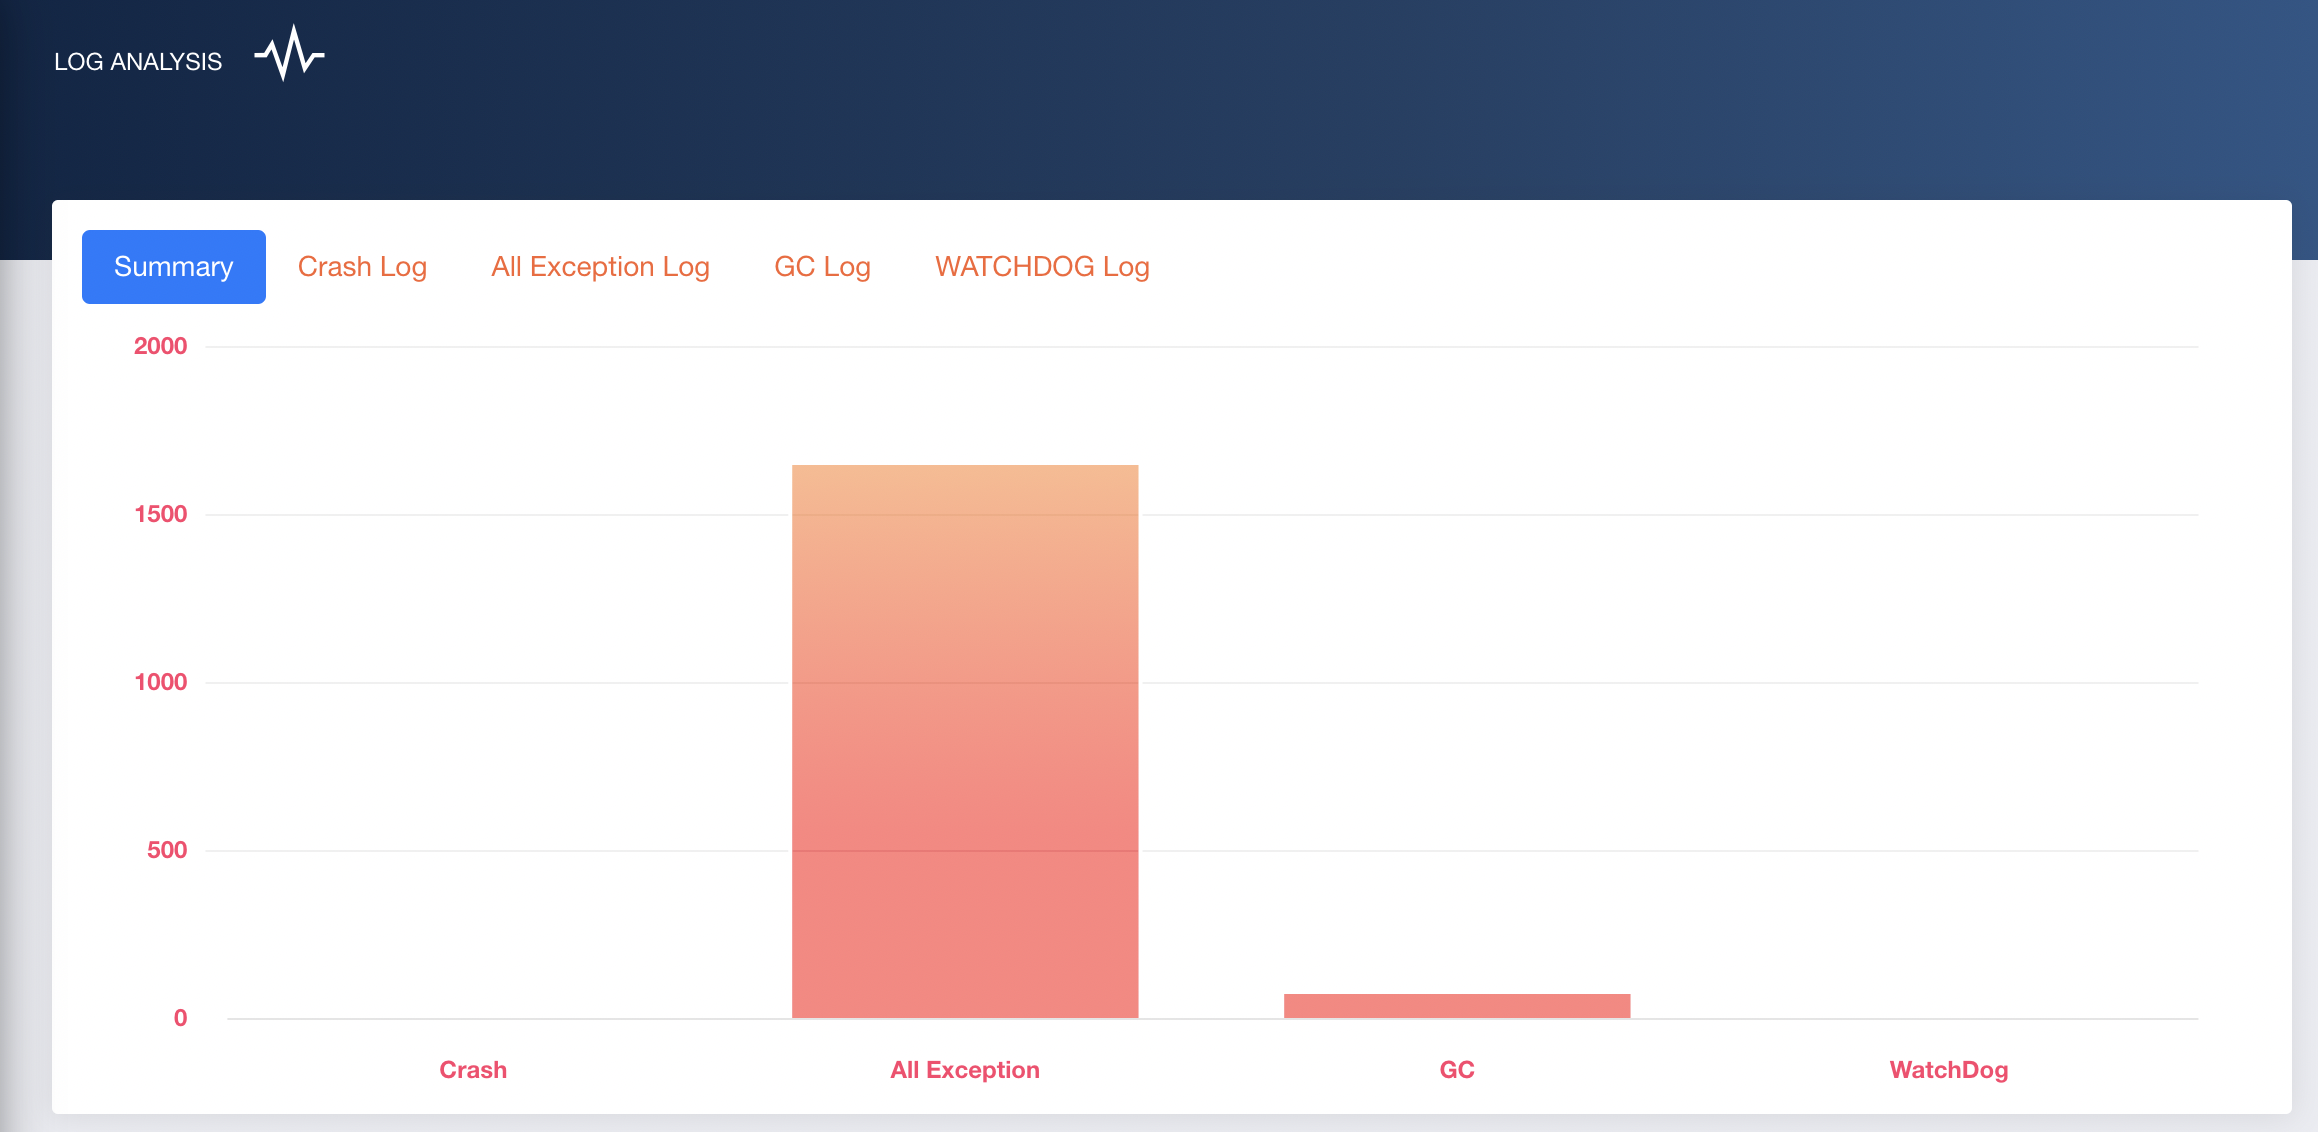 LOG ANALYSIS
Summary Crash Log All Exception Log GC Log WATCHDOG Log
2000
1500
1000
500
0
Crash All Exception GC WatchDog